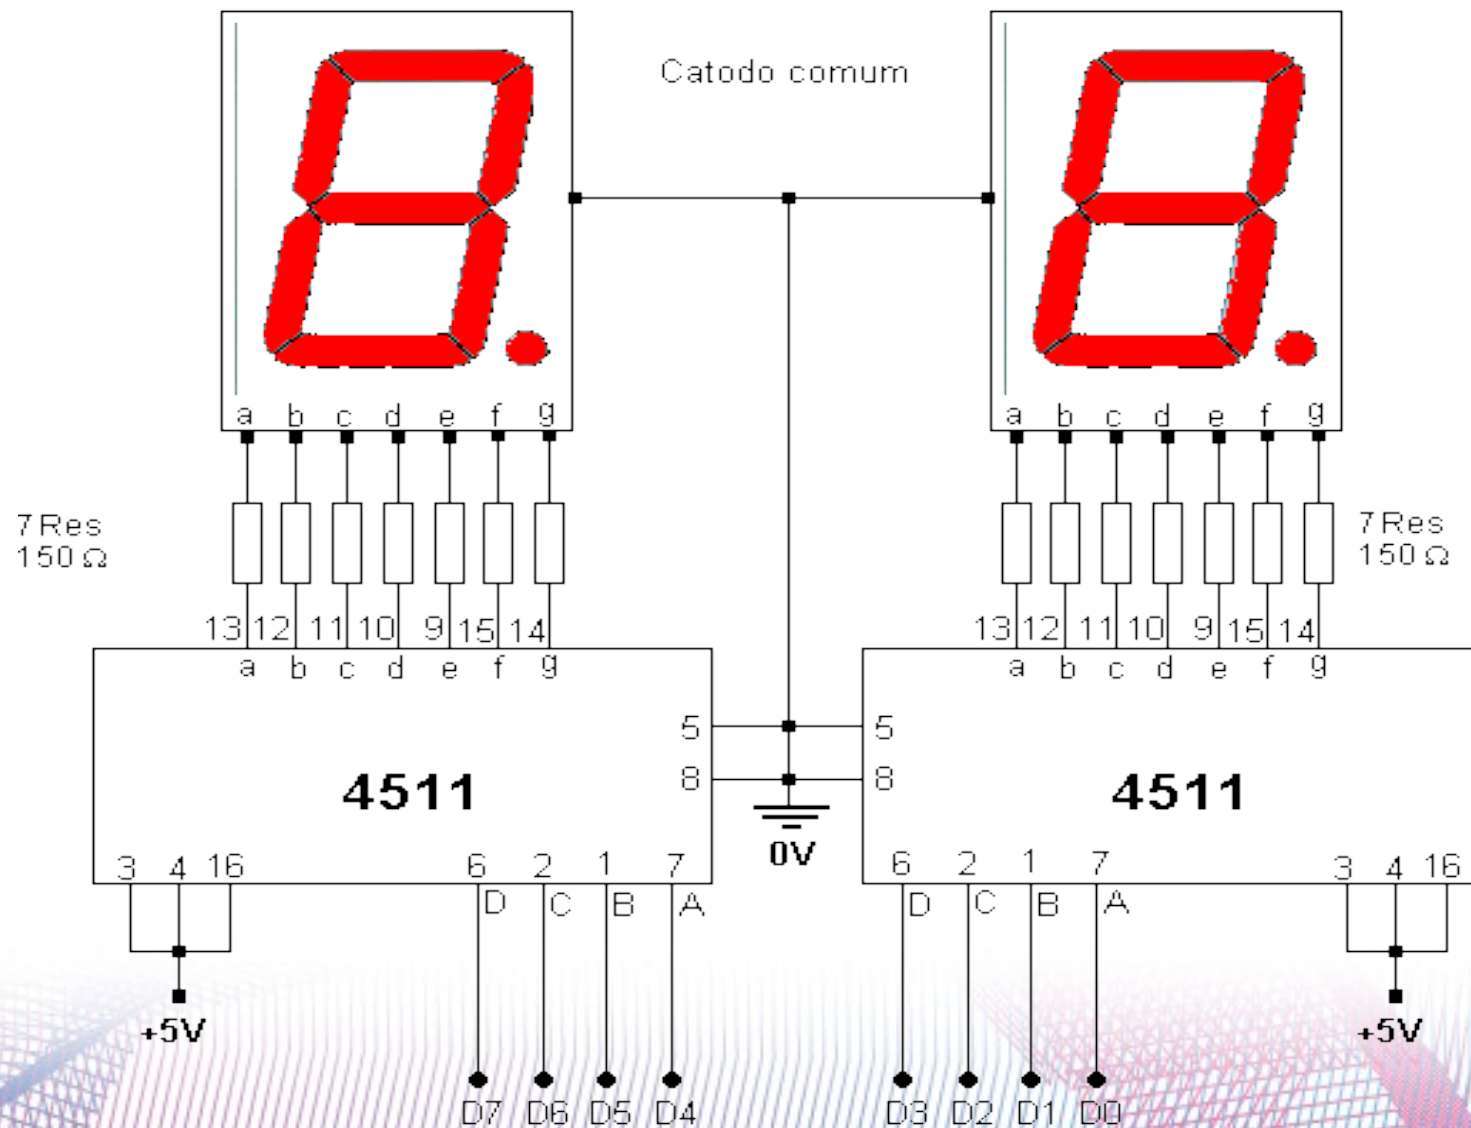 Catodo comum
a b c d e f g
a b c d e f g
7 Res
150 Ω
7 Res
150 Ω
13 12 11 10 9 15 14
13 12 11 10 9 15 14
a b c d e f g
a b c d e f g
5
5
8
8
4511
4511
0V
3 4 16
6 2 1 7
6 2 1 7
3 4 16
D C B A
D C B A
+5V
+5V
D7 D6 D5 D4
D3 D2 D1 D0